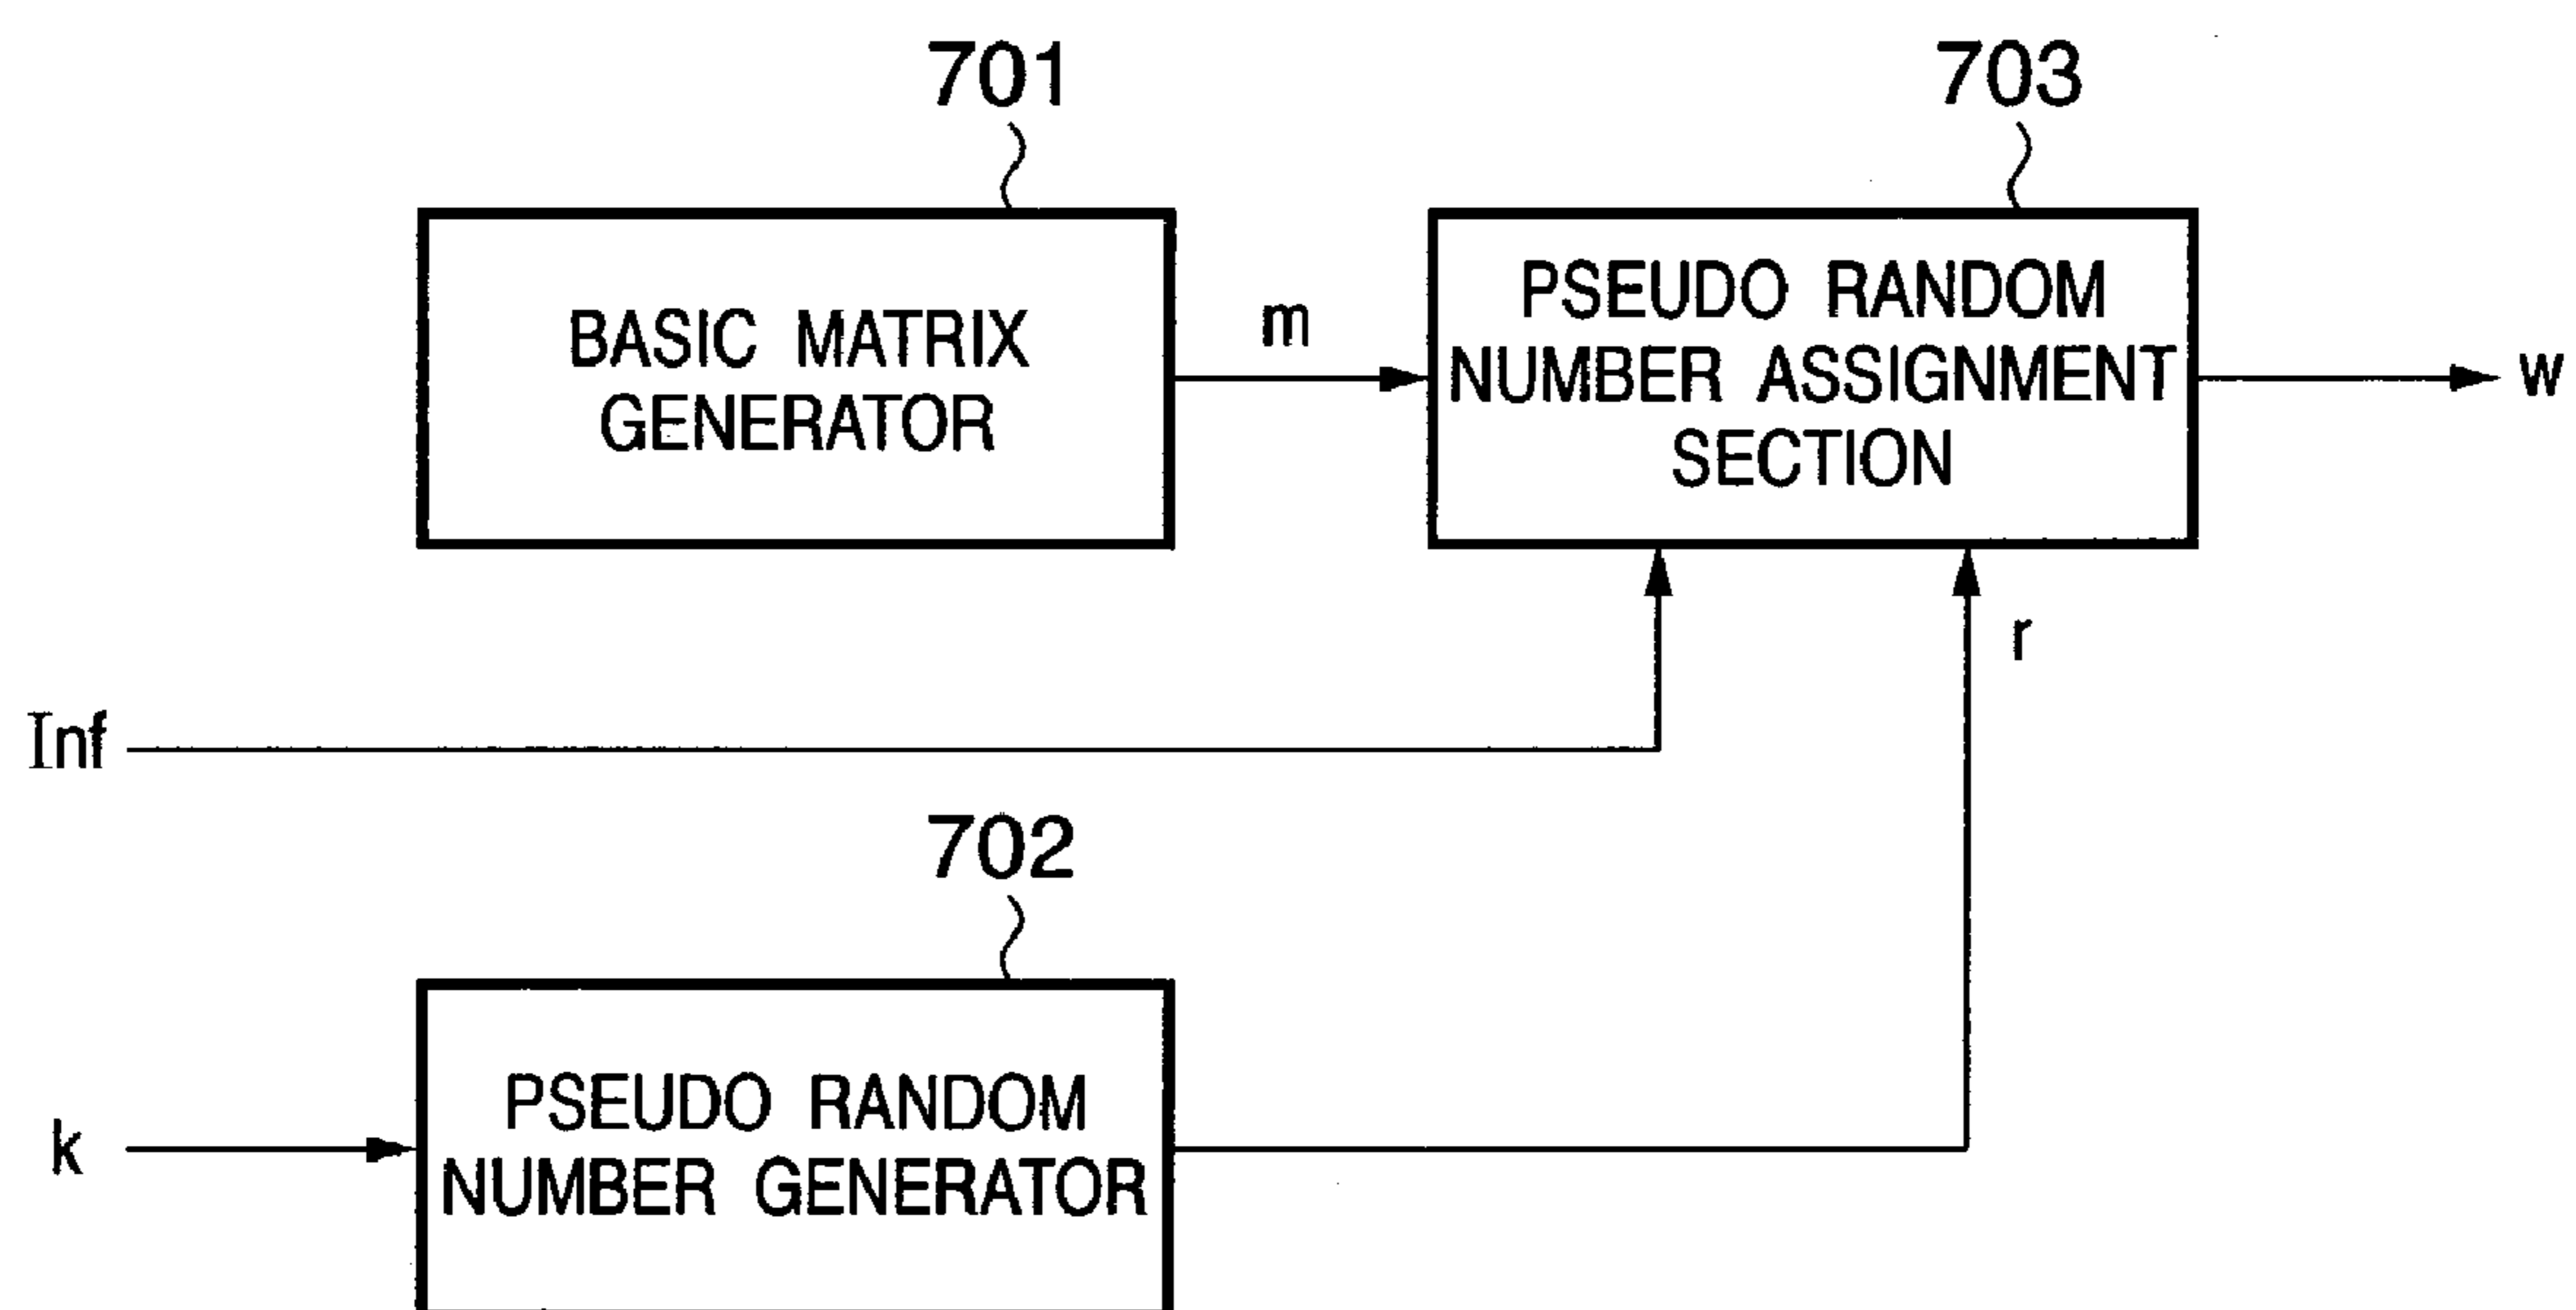 701
703
BASIC MATRIX
GENERATOR
m
PSEUDO RANDOM
NUMBER ASSIGNMENT
SECTION
w
r
Inf
702
k
PSEUDO RANDOM
NUMBER GENERATOR